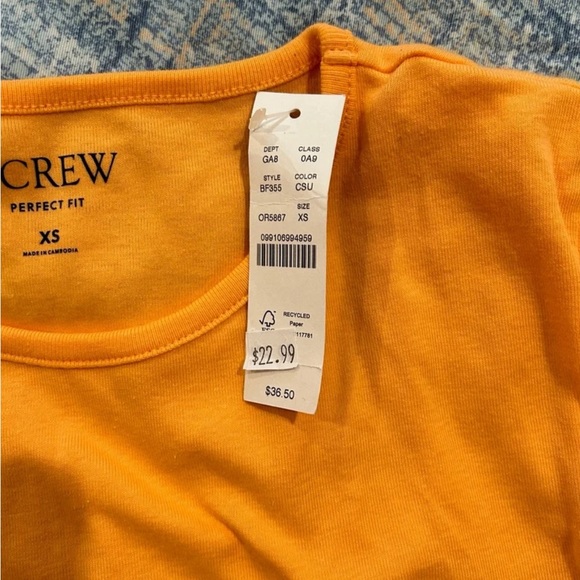 CREW
PERFECT FIT
XS
MADE IN CAMBODIA
DEPT CLASS
GA8 0A9
STYLE COLOR
BF355 CSU
SIZE
OR5867 XS
099106994959
RECYCLED
Paper
117781
$22.99
$36.50